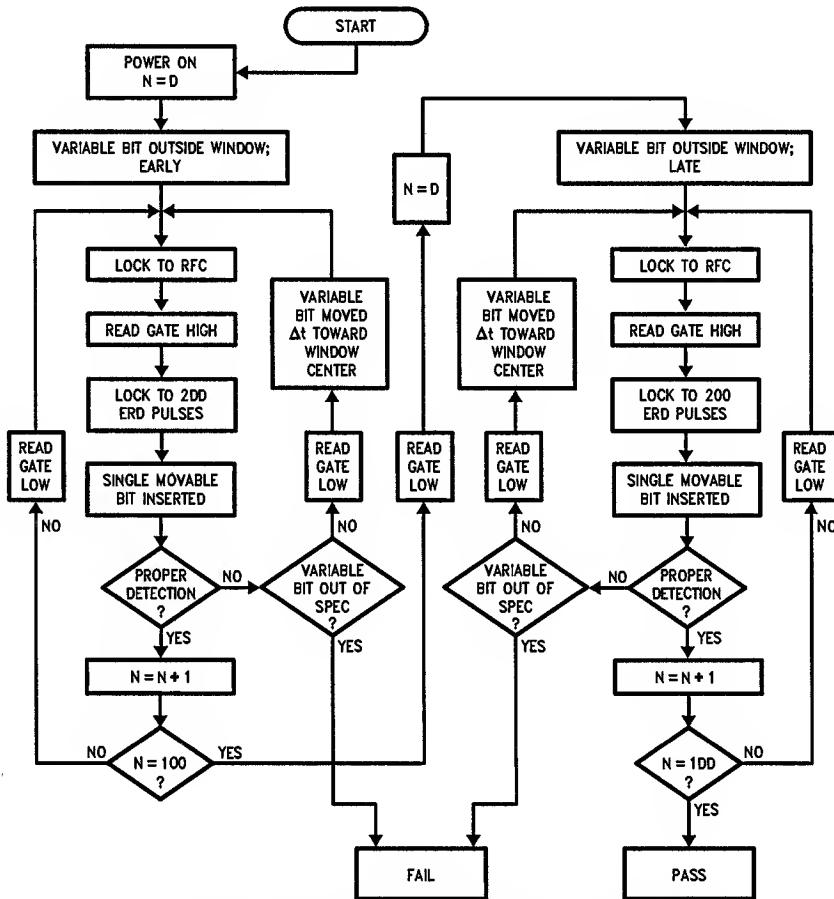 START
POWER ON
N = D
VARIABLE BIT OUTSIDE WINDOW;
EARLY
LOCK TO RFC
READ GATE HIGH
LOCK TO 2DD
ERD PULSES
SINGLE MOVABLE
BIT INSERTED
PROPER
DETECTION
?
YES
NO
N = N + 1
N = 100
?
NO
YES
READ
GATE
LOW
NO
VARIABLE
BIT MOVED
Δt TOWARD
WINDOW
CENTER
READ
GATE
LOW
NO
VARIABLE
BIT OUT OF
SPEC
?
YES
READ
GATE
LOW
N = D
VARIABLE BIT OUTSIDE WINDOW;
LATE
LOCK TO RFC
READ GATE HIGH
LOCK TO 200
ERD PULSES
SINGLE MOVABLE
BIT INSERTED
PROPER
DETECTION
?
NO
YES
VARIABLE
BIT MOVED
Δt TOWARD
WINDOW
CENTER
READ
GATE
LOW
NO
VARIABLE
BIT OUT OF
SPEC
?
YES
N = N + 1
N = 1DD
?
NO
YES
READ
GATE
LOW
NO
FAIL
PASS